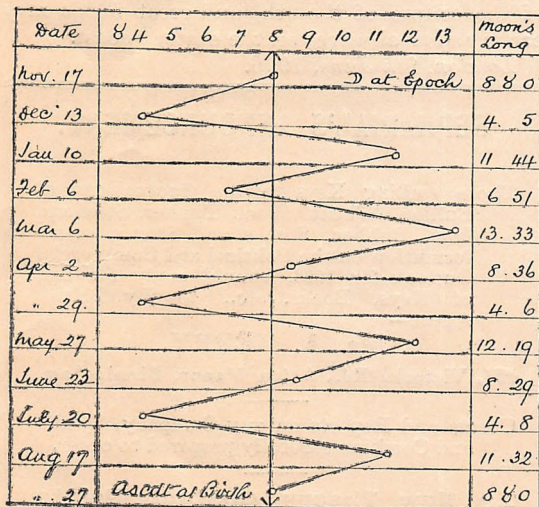 Date ♉ 4 5 6 7 8 9 10 11 12 13 Moon's Long
Nov. 17 ☽ at Epoch 8 ♉ 0
Dec 13 4. 5
Jan 10 11 44
Feb 6 6 51
Mar 6 13. 33
Apr 2 8. 36
" 29. 4. 6
May 27 12. 19
June 23 8. 29
July 20 4. 8
Aug 17 11. 32
" 27 Ascdt at Birth 8 ♉ 0